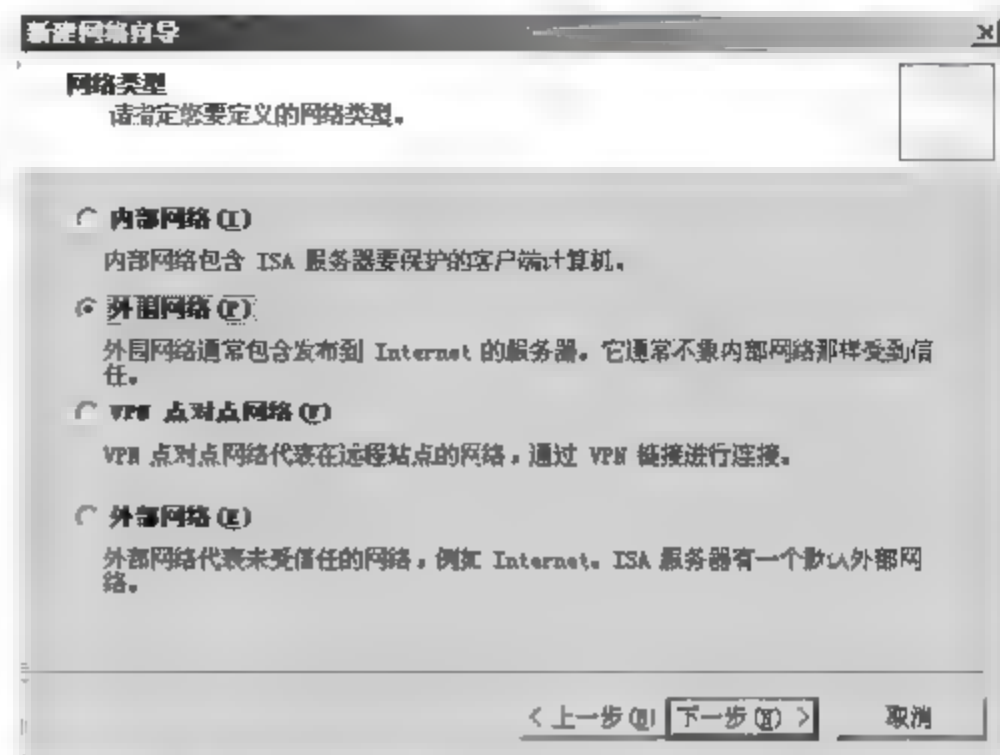 新建网络向导
网络类型
请指定您要定义的网络类型。
内部网络(I)
内部网络包含 ISA 服务器要保护的客户端计算机。
外围网络(P)
外围网络通常包含发布到 Internet 的服务器。它通常不象内部网络那样受到信
任。
VPN 点对点网络(V)
VPN 点对点网络代表在远程站点的网络，通过 VPN 链接进行连接。
外部网络(E)
外部网络代表未受信任的网络，例如 Internet。ISA 服务器有一个默认外部网
络。
< 上一步(B) 下一步(N) > 取消